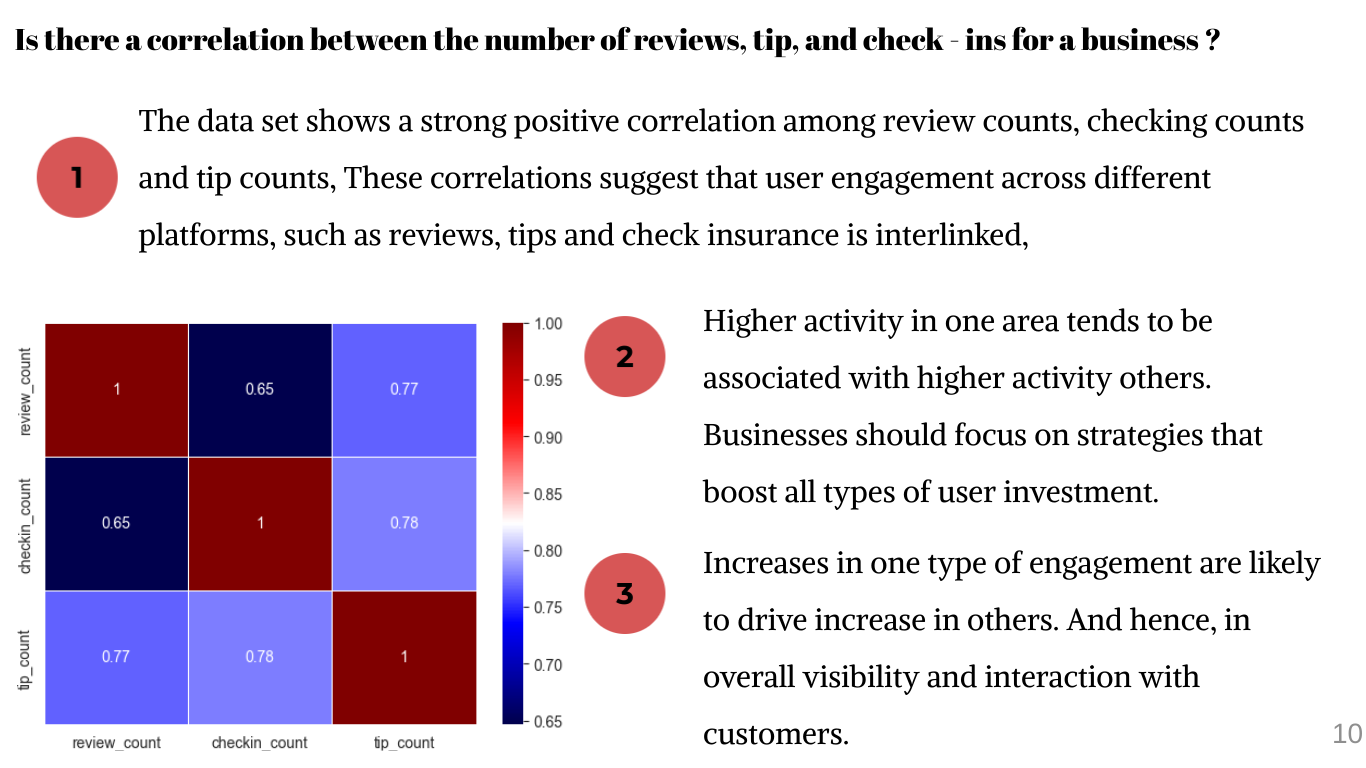 Is there a correlation between the number of reviews, tip, and check - ins for a business ?
1
The data set shows a strong positive correlation among review counts, checking counts
and tip counts, These correlations suggest that user engagement across different
platforms, such as reviews, tips and check insurance is interlinked,
review_count
checkin_count
tip_count
1
0.65
0.77
0.65
1
0.78
0.77
0.78
1
review_count
checkin_count
tip_count
1.00
0.95
0.90
0.85
0.80
0.75
0.70
0.65
2
Higher activity in one area tends to be
associated with higher activity others.
Businesses should focus on strategies that
boost all types of user investment.
3
Increases in one type of engagement are likely
to drive increase in others. And hence, in
overall visibility and interaction with
customers.
10